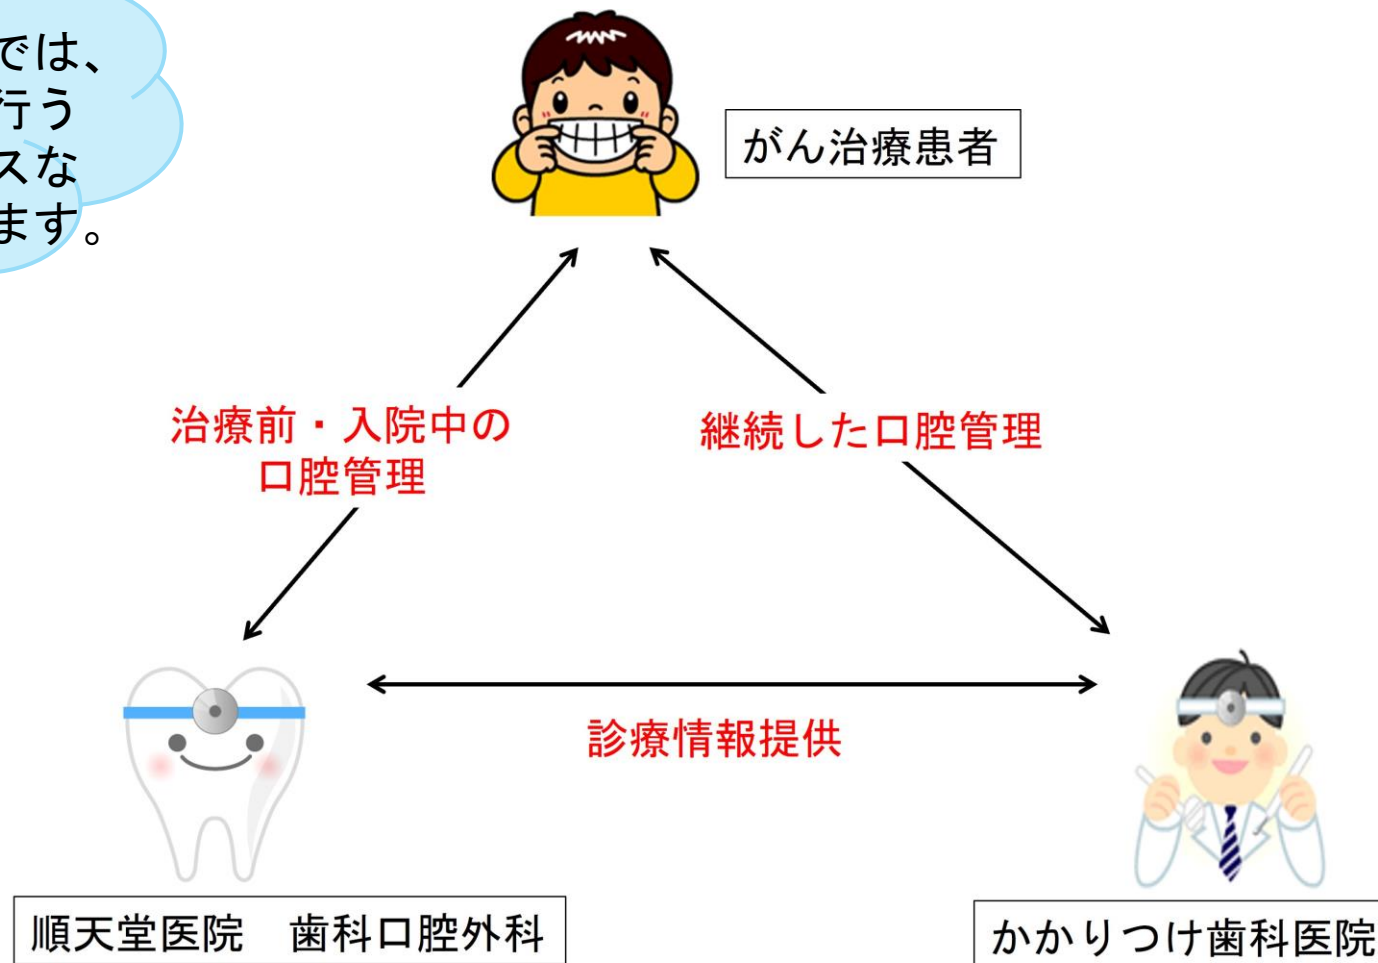 では、
行う
スな
ます。
がん治療患者
治療前・入院中の
口腔管理
継続した口腔管理
診療情報提供
順天堂医院　歯科口腔外科
かかりつけ歯科医院